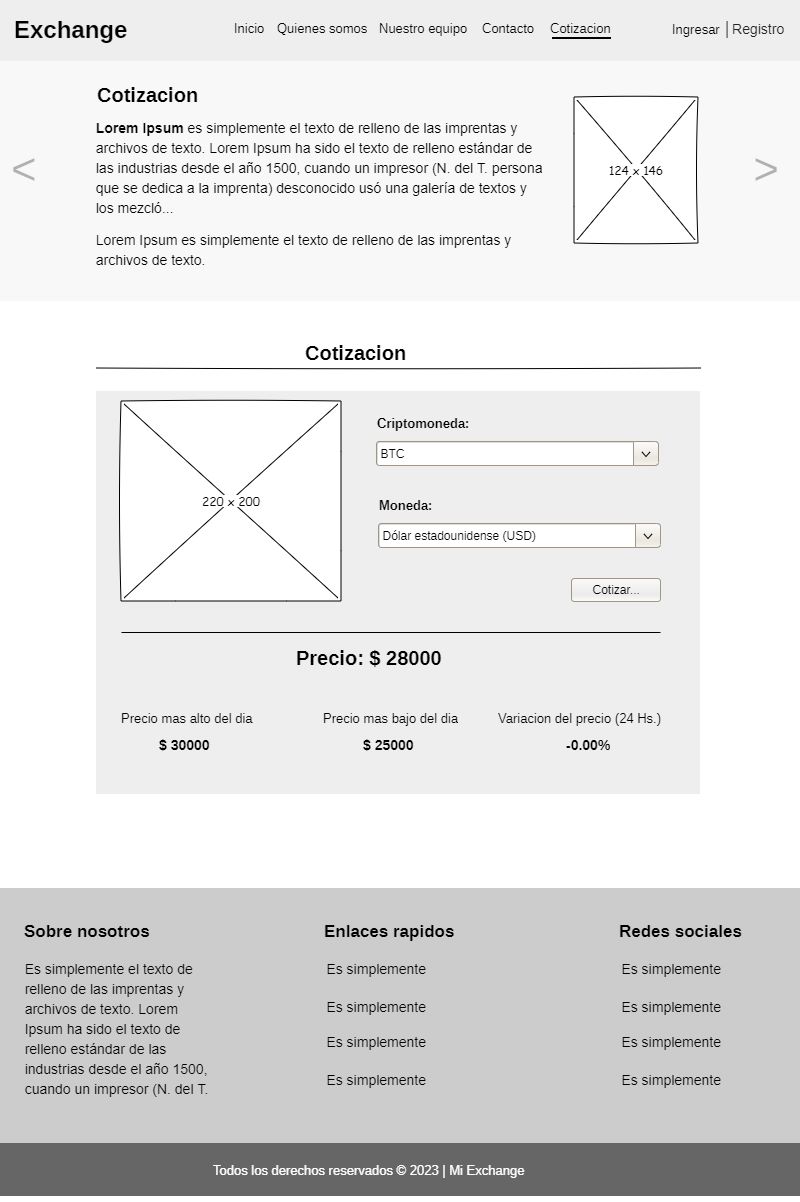 Exchange
Inicio Quienes somos Nuestro equipo Contacto Cotizacion Ingresar | Registro
Cotizacion
Lorem Ipsum es simplemente el texto de relleno de las imprentas y
archivos de texto. Lorem Ipsum ha sido el texto de relleno estándar de
las industrias desde el año 1500, cuando un impresor (N. del T. persona
que se dedica a la imprenta) desconocido usó una galería de textos y
los mezcló...
Lorem Ipsum es simplemente el texto de relleno de las imprentas y
archivos de texto.
<
124 x 146
>
Cotizacion
220 x 200
Criptomoneda:
BTC
Moneda:
Dólar estadounidense (USD)
Cotizar...
Precio: $ 28000
Precio mas alto del dia
$ 30000
Precio mas bajo del dia
$ 25000
Variacion del precio (24 Hs.)
-0.00%
Sobre nosotros
Es simplemente el texto de
relleno de las imprentas y
archivos de texto. Lorem
Ipsum ha sido el texto de
relleno estándar de las
industrias desde el año 1500,
cuando un impresor (N. del T.
Enlaces rapidos
Es simplemente
Es simplemente
Es simplemente
Es simplemente
Redes sociales
Es simplemente
Es simplemente
Es simplemente
Es simplemente
Todos los derechos reservados © 2023 | Mi Exchange